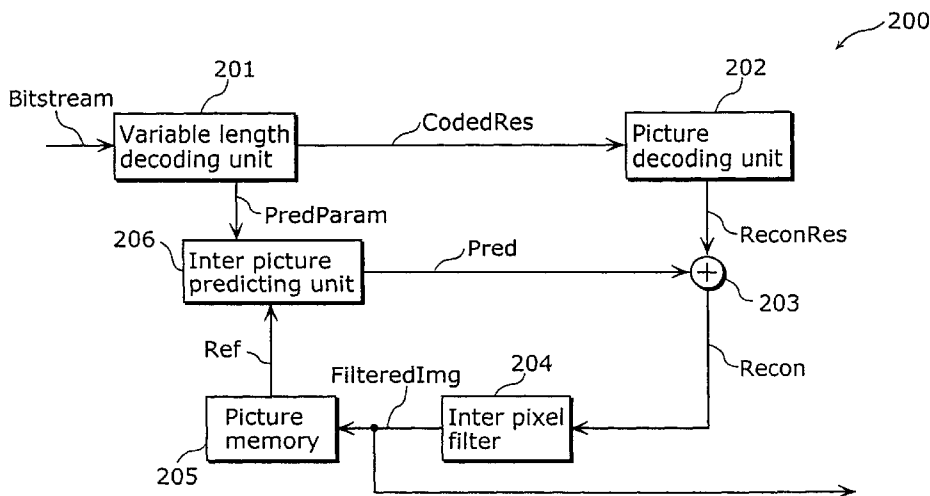 200
201
202
Bitstream
Variable length
decoding unit
CodedRes
Picture
decoding unit
PredParam
206
ReconRes
Inter picture
predicting unit
Pred
203
Ref
204
Recon
FilteredImg
Picture
memory
Inter pixel
filter
205